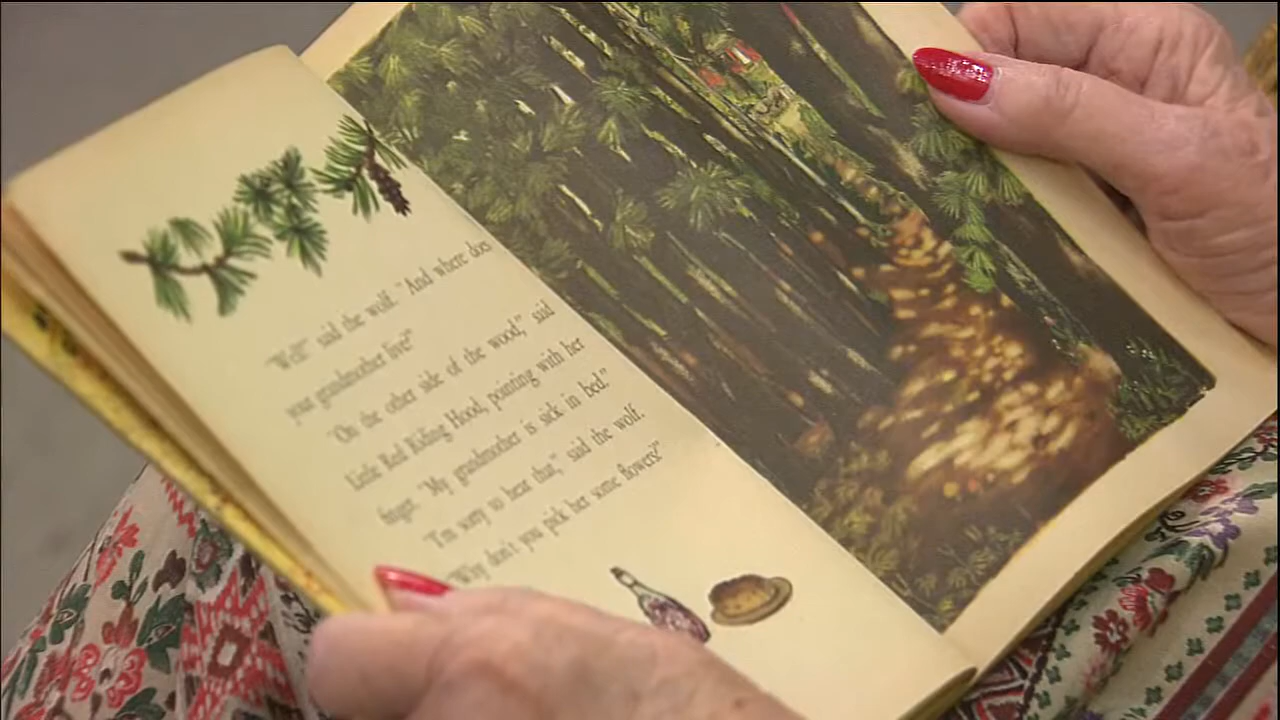 "Well!" said the wolf. "And where does
your grandmother live?"
"On the other side of the wood," said
Little Red Riding Hood, pointing with her
finger. "My grandmother is sick in bed."
"I'm sorry to hear that," said the wolf.
"Why don't you pick her some flowers?"